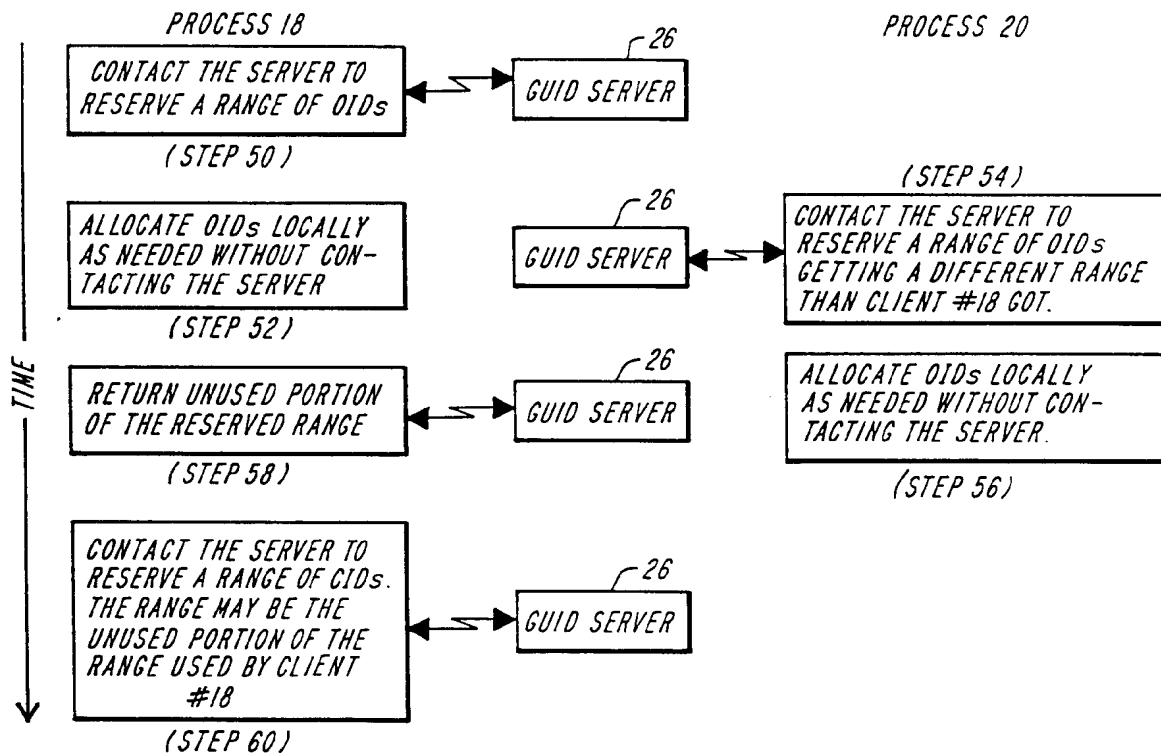 PROCESS 18
PROCESS 20
CONTACT THE SERVER TO
RESERVE A RANGE OF OIDs
(STEP 50)
26
GUID SERVER
ALLOCATE OIDs LOCALLY
AS NEEDED WITHOUT CON-
TACTING THE SERVER
(STEP 52)
26
GUID SERVER
(STEP 54)
CONTACT THE SERVER TO
RESERVE A RANGE OF OIDs
GETTING A DIFFERENT RANGE
THAN CLIENT #18 GOT.
TIME
RETURN UNUSED PORTION
OF THE RESERVED RANGE
(STEP 58)
26
GUID SERVER
ALLOCATE OIDs LOCALLY
AS NEEDED WITHOUT CON-
TACTING THE SERVER.
(STEP 56)
CONTACT THE SERVER TO
RESERVE A RANGE OF CIDs.
THE RANGE MAY BE THE
UNUSED PORTION OF THE
RANGE USED BY CLIENT
#18
(STEP 60)
26
GUID SERVER